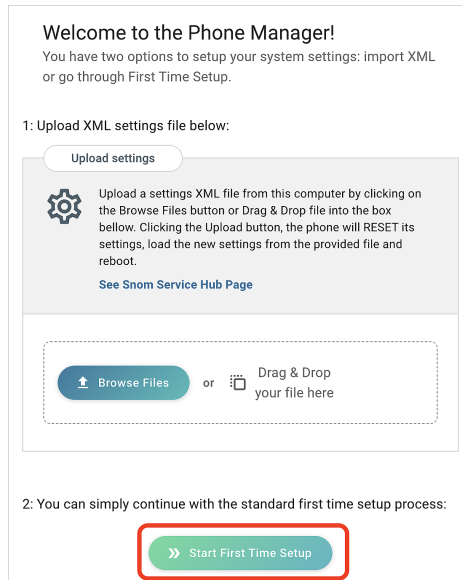 Welcome to the Phone Manager!
You have two options to setup your system settings: import XML
or go through First Time Setup.
1: Upload XML settings file below:
Upload settings
Upload a settings XML file from this computer by clicking on
the Browse Files button or Drag & Drop file into the box
bellow. Clicking the Upload button, the phone will RESET its
settings, load the new settings from the provided file and
reboot.
See Snom Service Hub Page
Browse Files
or
Drag & Drop
your file here
2: You can simply continue with the standard first time setup process:
Start First Time Setup